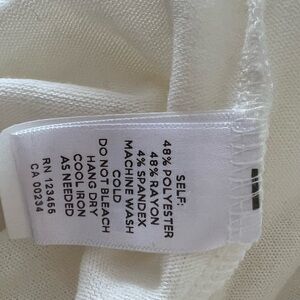 SELF:
48% POLYESTER
48% RAYON
4% SPANDEX
MACHINE WASH
COLD
DO NOT BLEACH
HANG DRY
COOL IRON
AS NEEDED
RN 123455
CA 00234